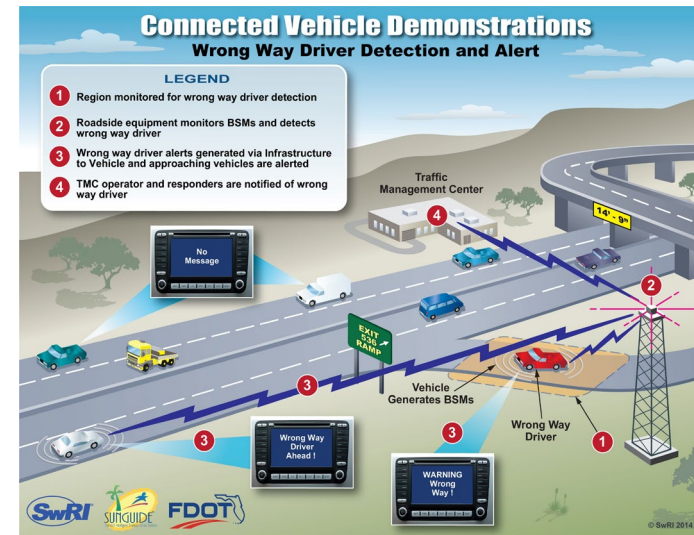 Connected Vehicle Demonstrations
Wrong Way Driver Detection and Alert
LEGEND
1 Region monitored for wrong way driver detection
2 Roadside equipment monitors BSMs and detects
wrong way driver
3 Wrong way driver alerts generated via Infrastructure
to Vehicle and approaching vehicles are alerted
4 TMC operator and responders are notified of wrong
way driver
Traffic
Management Center
4
14' - 9"
No
Message
2
EXIT
536
RAMP
3
Vehicle
Generates BSMs
Wrong Way
Driver
1
3
Wrong Way
Driver
Ahead !
3
WARNING
Wrong
Way !
SwRI
SUNGUIDE
FDOT
© SwRI 2014